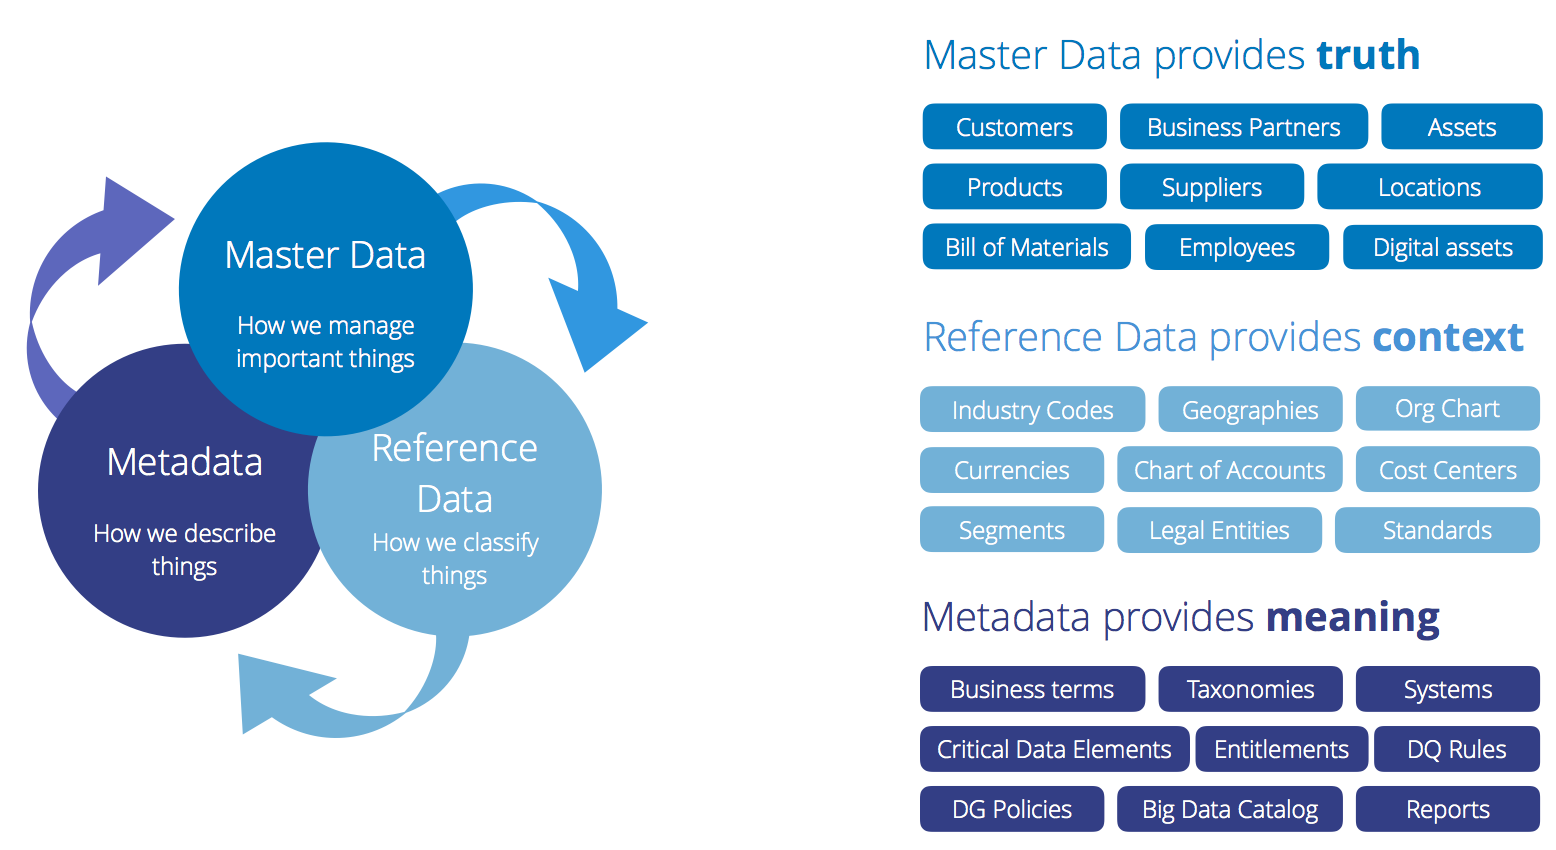 Master Data
How we manage
important things
Metadata
How we describe
things
Reference
Data
How we classify
things
Master Data provides truth
Customers
Business Partners
Assets
Products
Suppliers
Locations
Bill of Materials
Employees
Digital assets
Reference Data provides context
Industry Codes
Geographies
Org Chart
Currencies
Chart of Accounts
Cost Centers
Segments
Legal Entities
Standards
Metadata provides meaning
Business terms
Taxonomies
Systems
Critical Data Elements
Entitlements
DQ Rules
DG Policies
Big Data Catalog
Reports